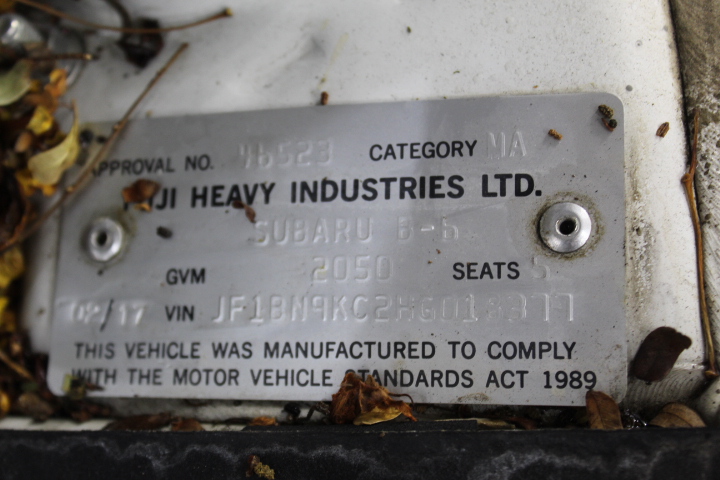 APPROVAL NO. 46523 CATEGORY MA
JI HEAVY INDUSTRIES LTD.
SUBARU 6-6
GVM 2050 SEATS 5
02/17 VIN JF1BN9KC2HG018377
THIS VEHICLE WAS MANUFACTURED TO COMPLY
WITH THE MOTOR VEHICLE STANDARDS ACT 1989